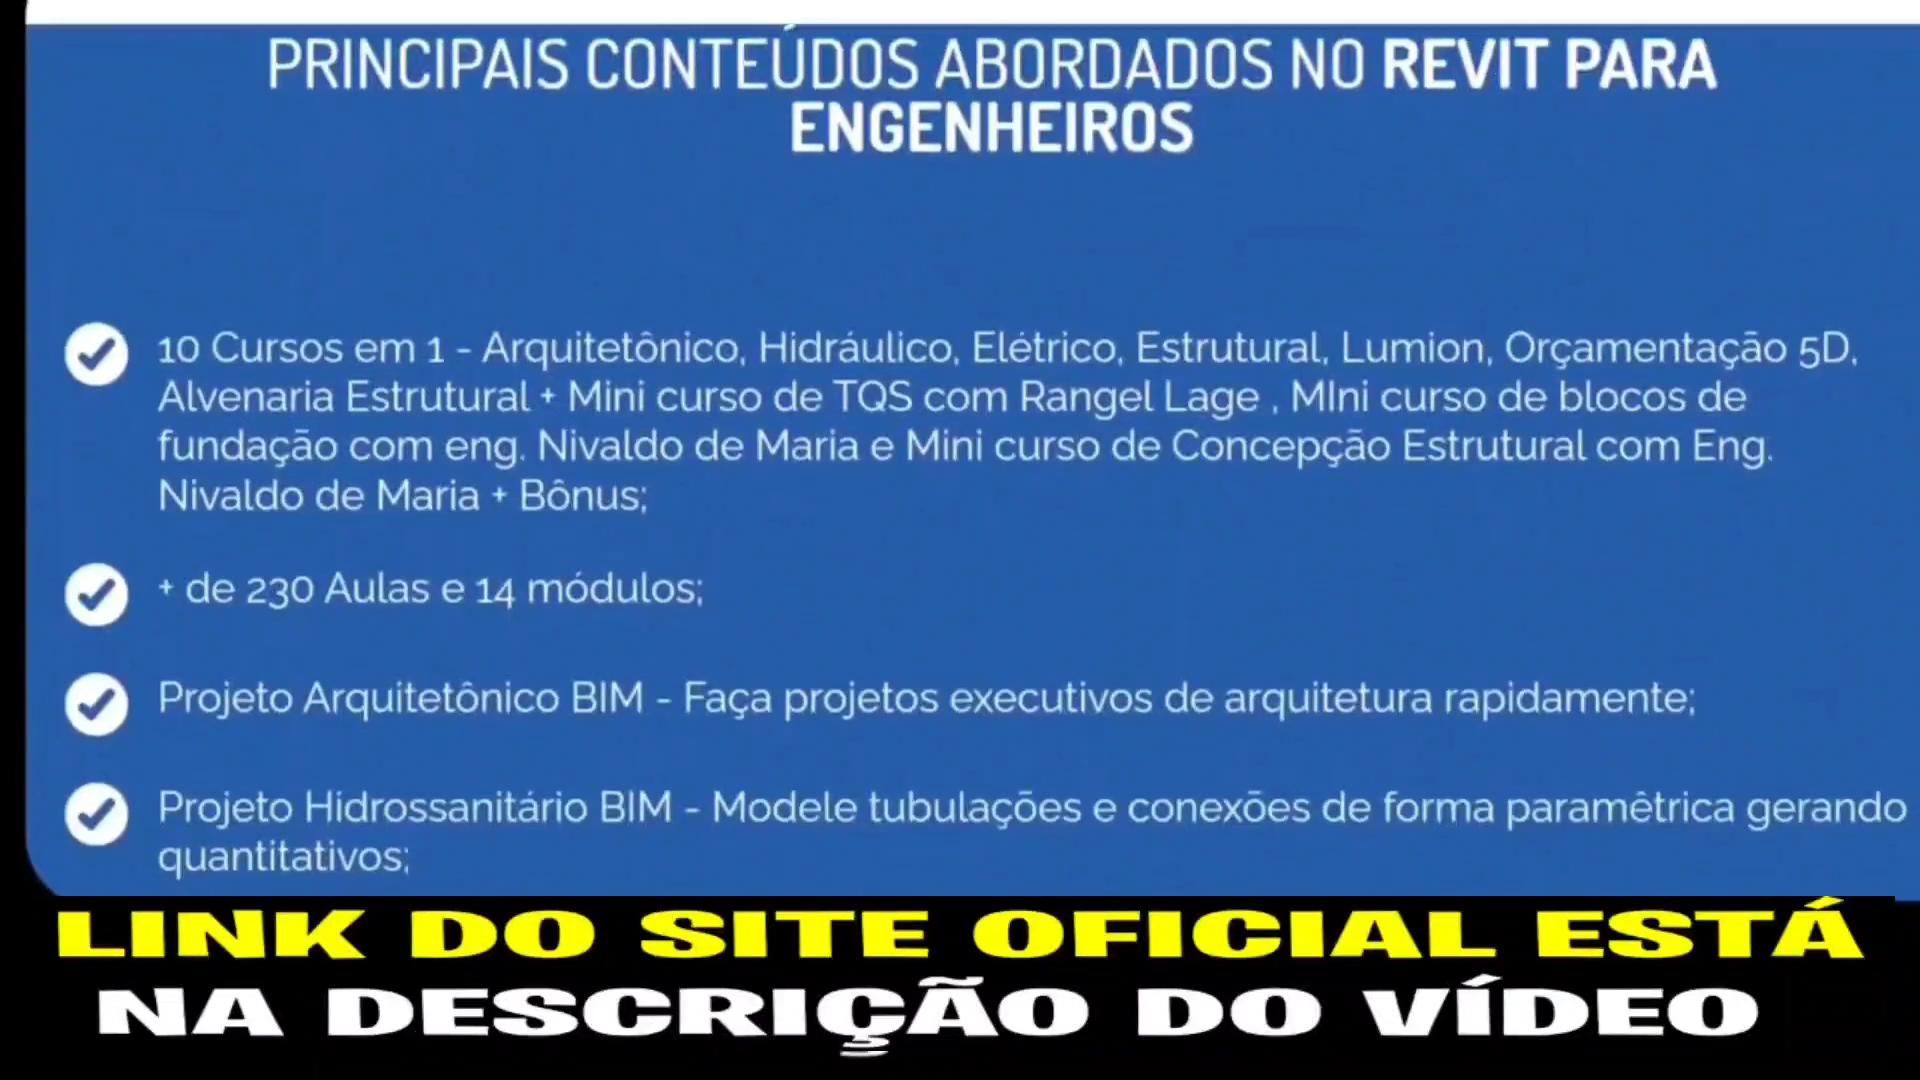 PRINCIPAIS CONTEÚDOS ABORDADOS NO REVIT PARA
ENGENHEIROS
10 Cursos em 1 - Arquitetônico, Hidráulico, Elétrico, Estrutural, Lumion, Orçamentação 5D,
Alvenaria Estrutural + Mini curso de TQS com Rangel Lage , MIni curso de blocos de
fundação com eng. Nivaldo de Maria e Mini curso de Concepção Estrutural com Eng.
Nivaldo de Maria + Bônus;
+ de 230 Aulas e 14 módulos;
Projeto Arquitetônico BIM - Faça projetos executivos de arquitetura rapidamente;
Projeto Hidrossanitário BIM - Modele tubulações e conexões de forma paramêtrica gerando
quantitativos;
LINK DO SITE OFICIAL ESTÁ
NA DESCRIÇÃO DO VÍDEO